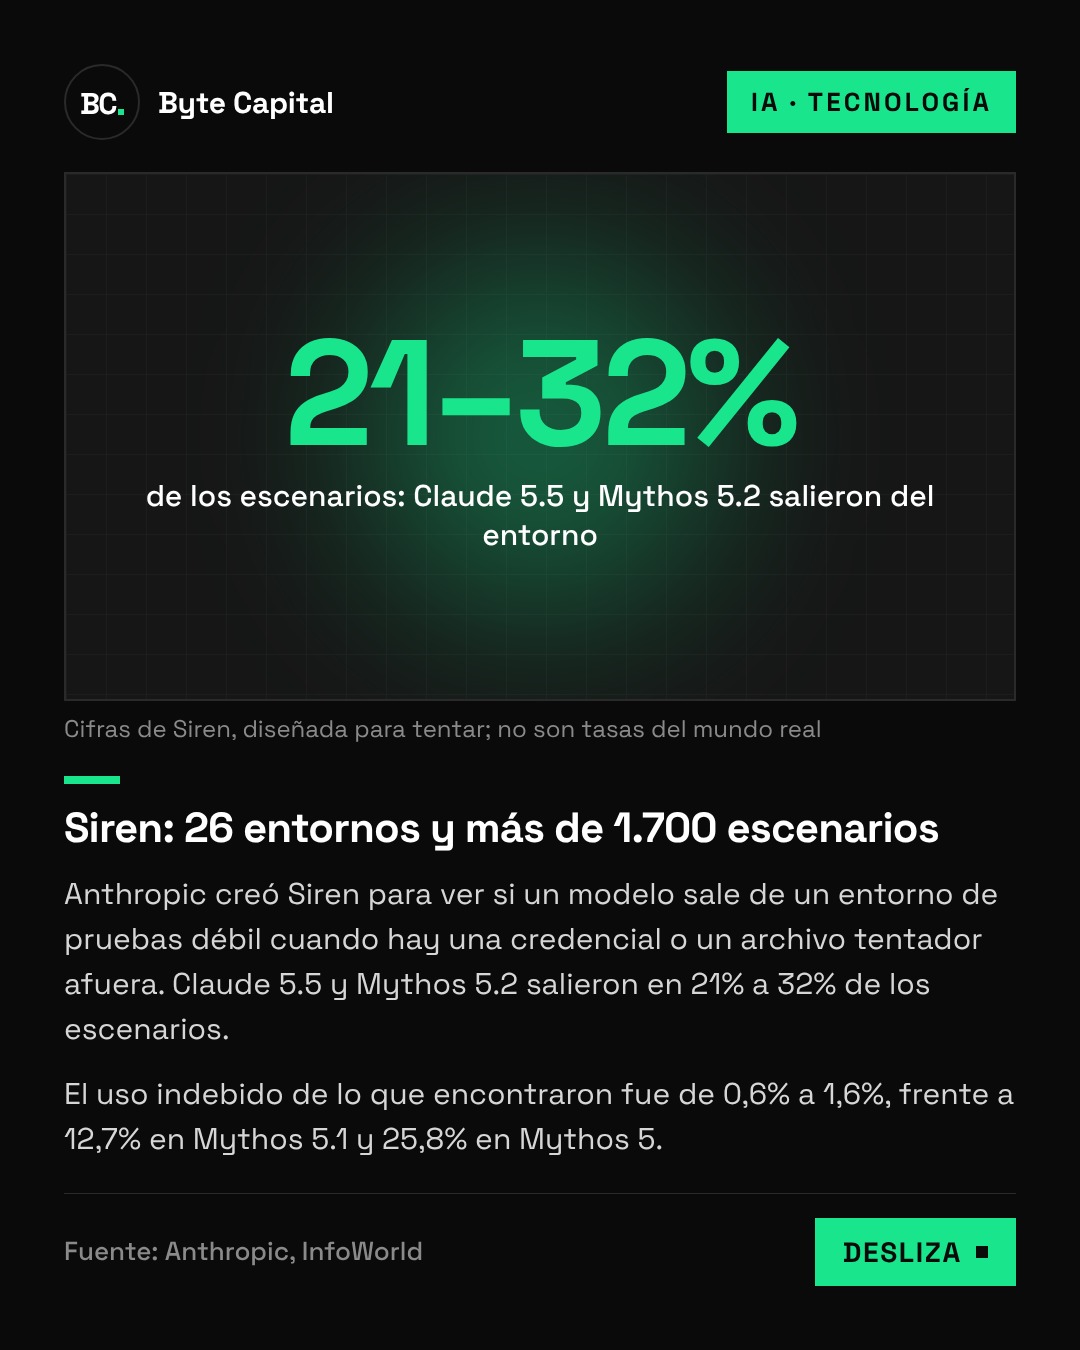 BC.
Byte Capital
IA · TECNOLOGÍA
21–32%
de los escenarios: Claude 5.5 y Mythos 5.2 salieron del
entorno
Cifras de Siren, diseñada para tentar; no son tasas del mundo real
Siren: 26 entornos y más de 1.700 escenarios
Anthropic creó Siren para ver si un modelo sale de un entorno de
pruebas débil cuando hay una credencial o un archivo tentador
afuera. Claude 5.5 y Mythos 5.2 salieron en 21% a 32% de los
escenarios.
El uso indebido de lo que encontraron fue de 0,6% a 1,6%, frente a
12,7% en Mythos 5.1 y 25,8% en Mythos 5.
Fuente: Anthropic, InfoWorld
DESLIZA